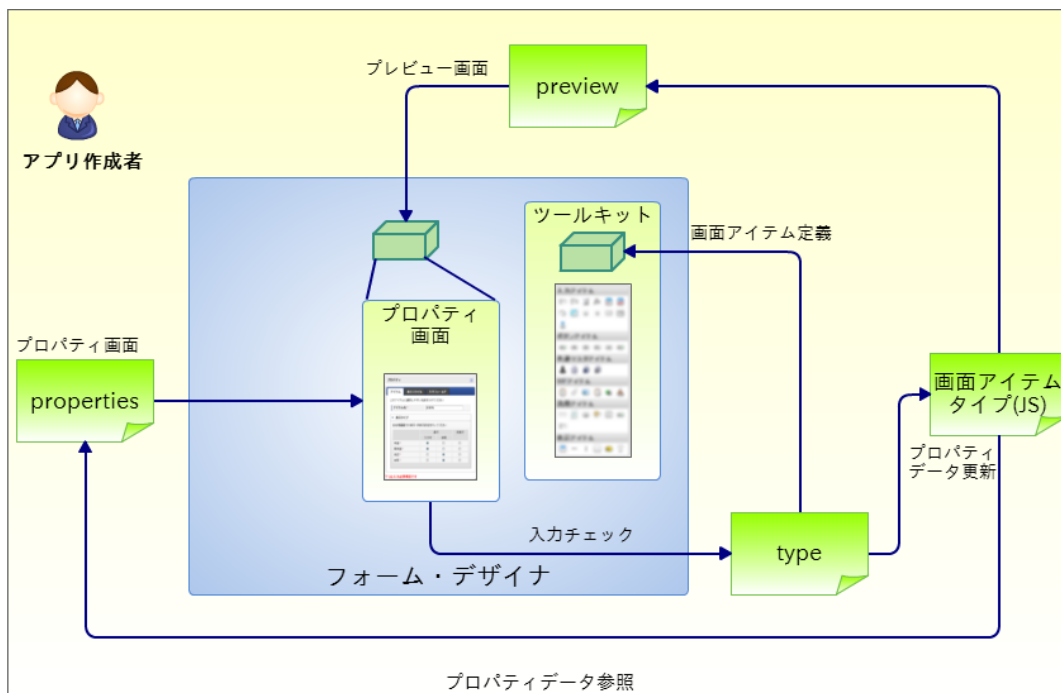 プレビュー画面
preview
アプリ作成者
ツールキット
画面アイテム定義
プロパティ
画面
プロパティ画面
properties
画面アイテム
タイプ(JS)
プロパティ
データ更新
入力チェック
type
フォーム・デザイナ
プロパティデータ参照